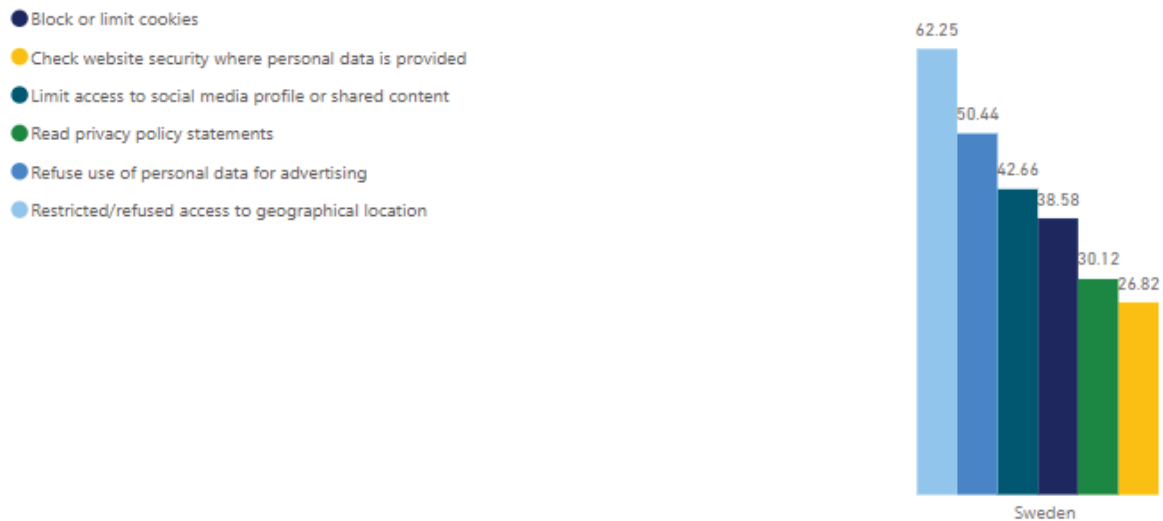 Block or limit cookies
Check website security where personal data is provided
Limit access to social media profile or shared content
Read privacy policy statements
Refuse use of personal data for advertising
Restricted/refused access to geographical location
62.25
50.44
42.66
38.58
30.12
26.82
Sweden